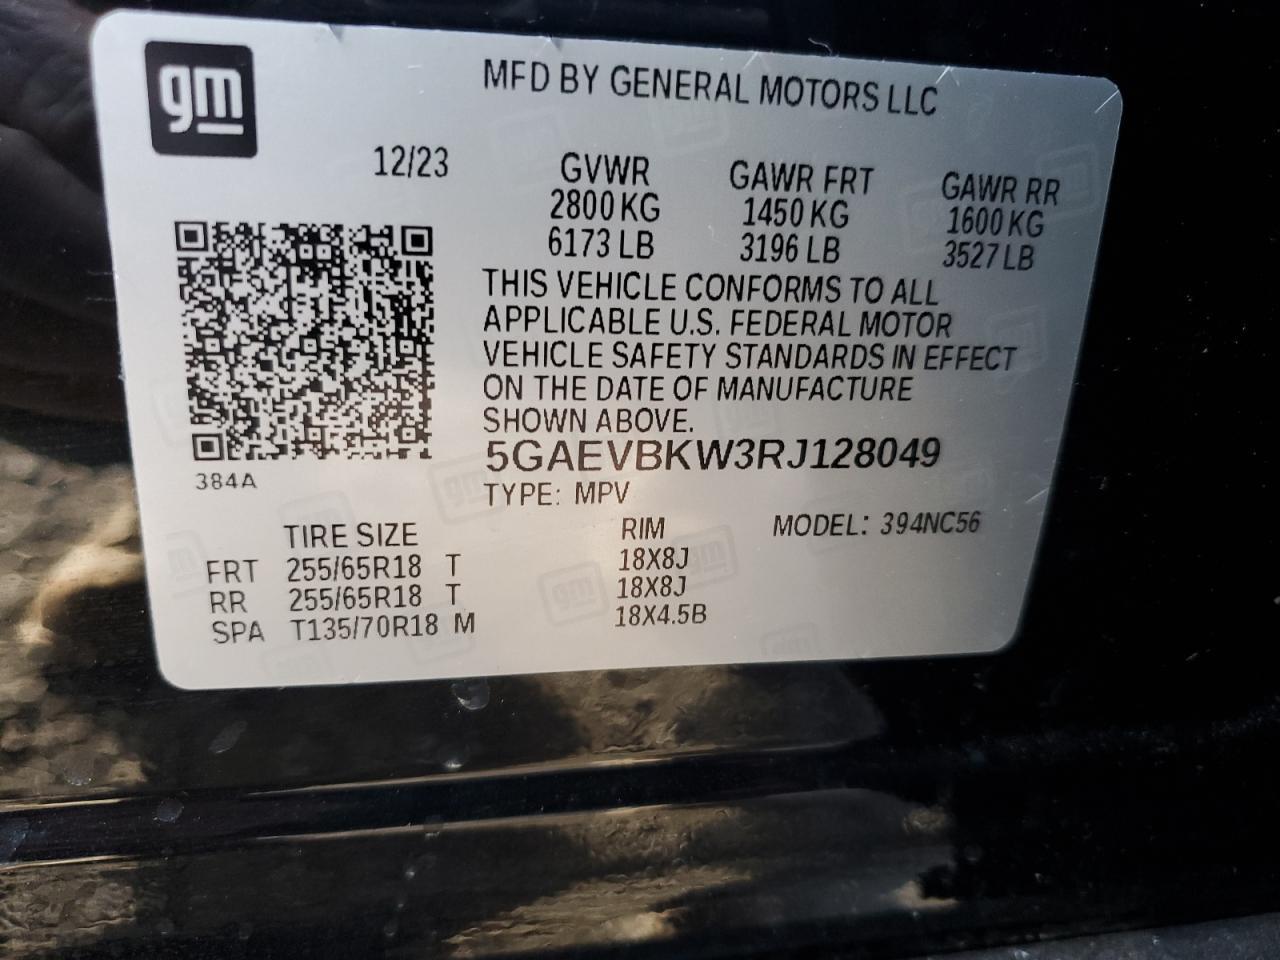 gm
MFD BY GENERAL MOTORS LLC
12/23
GVWR
2800 KG
6173 LB
GAWR FRT
1450 KG
3196 LB
GAWR RR
1600 KG
3527 LB
THIS VEHICLE CONFORMS TO ALL
APPLICABLE U.S. FEDERAL MOTOR
VEHICLE SAFETY STANDARDS IN EFFECT
ON THE DATE OF MANUFACTURE
SHOWN ABOVE.
5GAEVBKW3RJ128049
384A
TYPE: MPV
MODEL: 394NC56
TIRE SIZE RIM
FRT 255/65R18 T 18X8J
RR 255/65R18 T 18X8J
SPA T135/70R18 M 18X4.5B